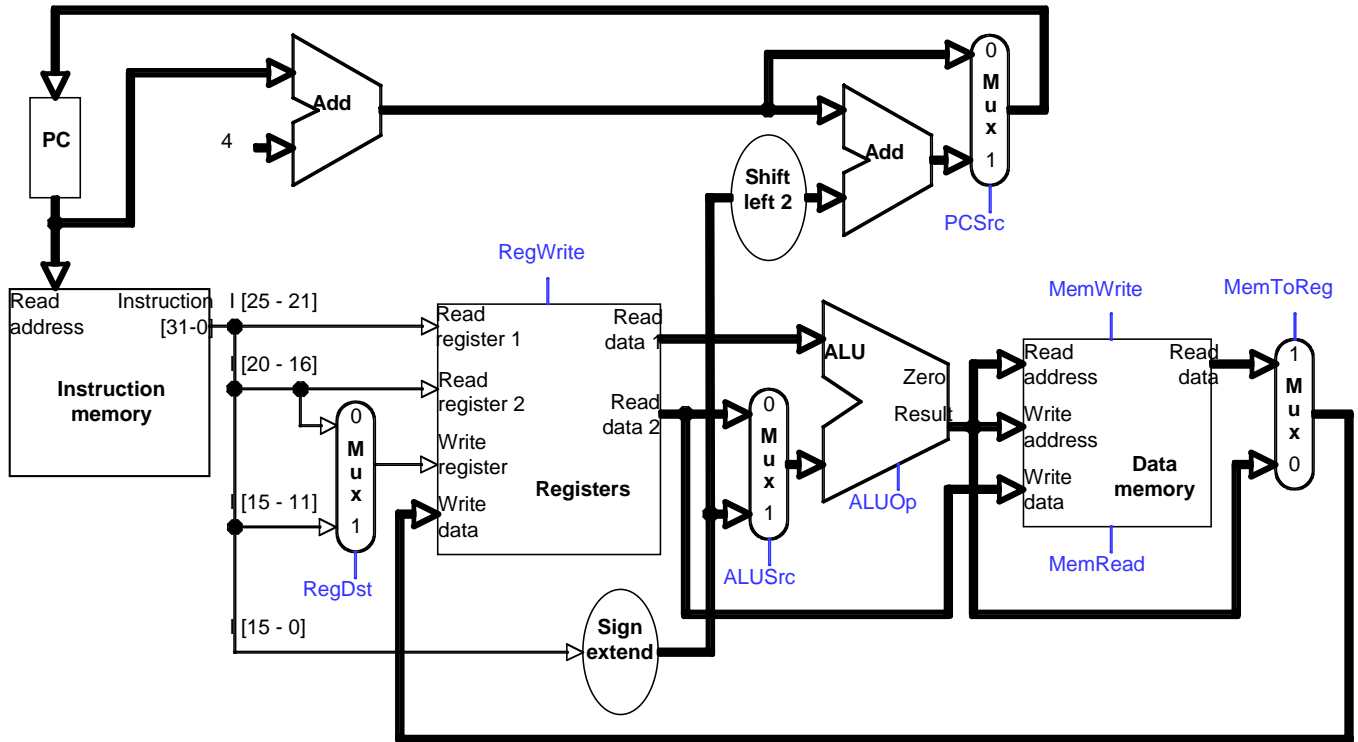 0
M
u
x
1
PCSrc
Add
PC
4
Add
Shift
left 2
RegWrite
MemWrite
MemToReg
Read
address
Instruction
[31-0]
Instruction
memory
I [25 - 21]
I [20 - 16]
I [15 - 11]
I [15 - 0]
0
M
u
x
1
RegDst
Read
register 1
Read
register 2
Write
register
Write
data
Read
data 1
Read
data 2
Registers
Sign
extend
0
M
u
x
1
ALUSrc
ALU
Zero
Result
ALUOp
Read
address
Write
address
Write
data
Read
data
Data
memory
MemRead
1
M
u
x
0